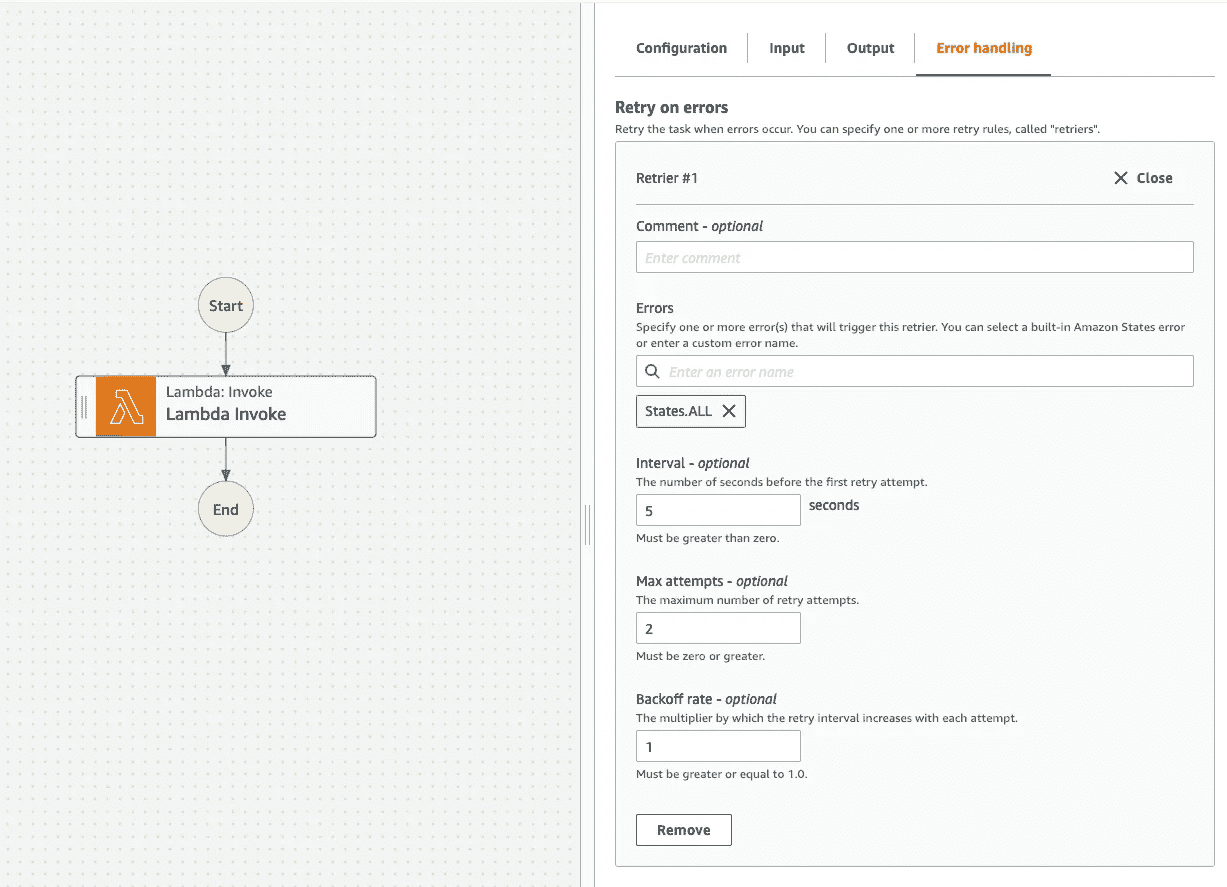 Start
Lambda: Invoke
Lambda Invoke
End
Configuration
Input
Output
Error handling
Retry on errors
Retry the task when errors occur. You can specify one or more retry rules, called "retriers".
Retrier #1
Close
Comment - optional
Enter comment
Errors
Specify one or more error(s) that will trigger this retrier. You can select a built-in Amazon States error
or enter a custom error name.
Enter an error name
States.ALL
Interval - optional
The number of seconds before the first retry attempt.
5
seconds
Must be greater than zero.
Max attempts - optional
The maximum number of retry attempts.
2
Must be zero or greater.
Backoff rate - optional
The multiplier by which the retry interval increases with each attempt.
1
Must be greater or equal to 1.0.
Remove